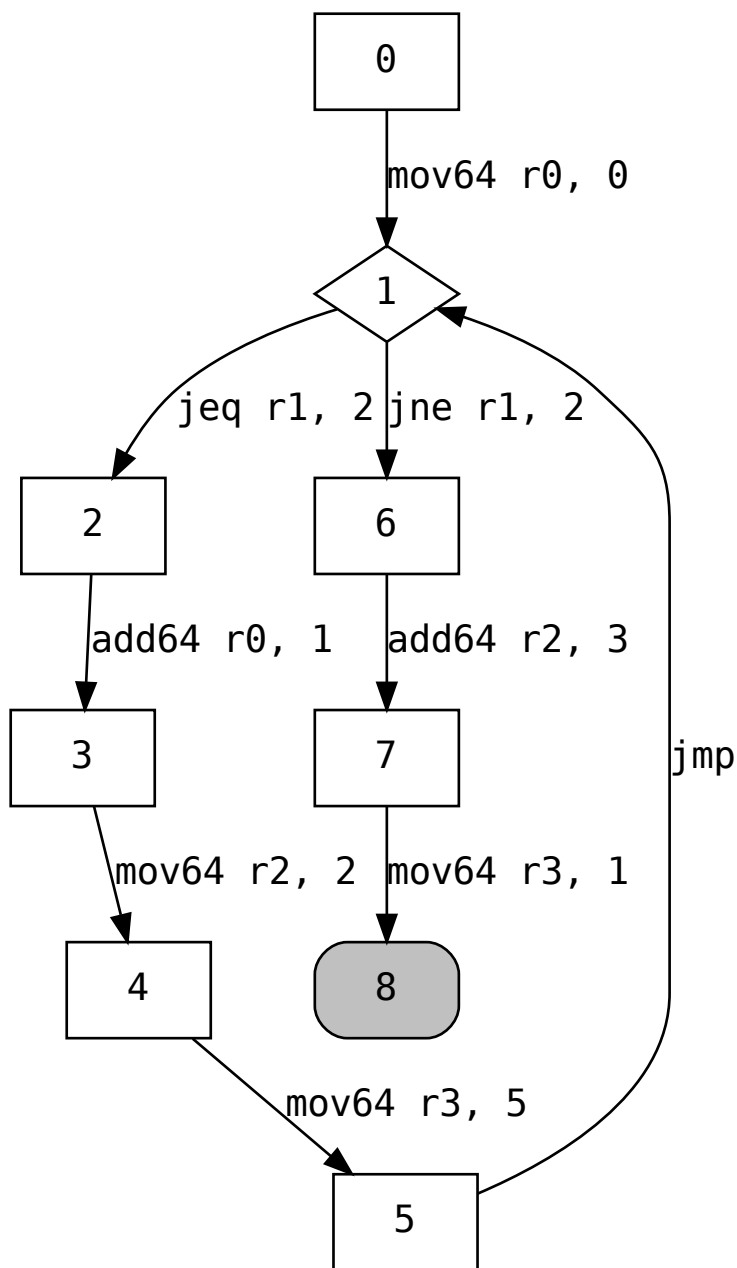 0
mov64 r0, 0
1
jeq r1, 2
jne r1, 2
2
6
add64 r0, 1
add64 r2, 3
3
7
jmp
mov64 r2, 2
mov64 r3, 1
4
8
mov64 r3, 5
5